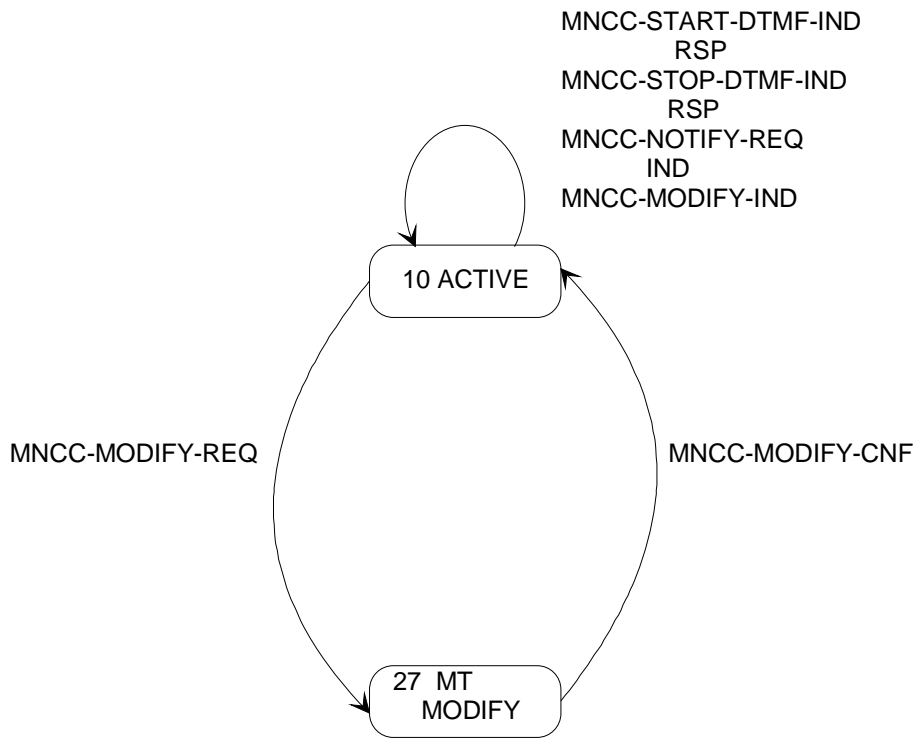 MNCC-START-DTMF-IND
RSP
MNCC-STOP-DTMF-IND
RSP
MNCC-NOTIFY-REQ
IND
MNCC-MODIFY-IND
10 ACTIVE
MNCC-MODIFY-REQ
MNCC-MODIFY-CNF
27 MT
MODIFY